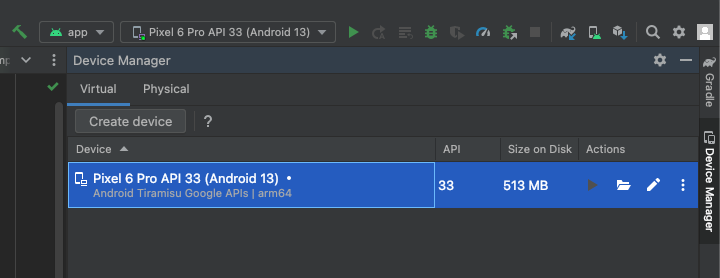 app
Pixel 6 Pro API 33 (Android 13)
Device Manager
Virtual
Physical
Create device
?
Device
API
Size on Disk
Actions
Pixel 6 Pro API 33 (Android 13) •
33
513 MB
Android Tiramisu Google APIs | arm64
Gradle
Device Manager